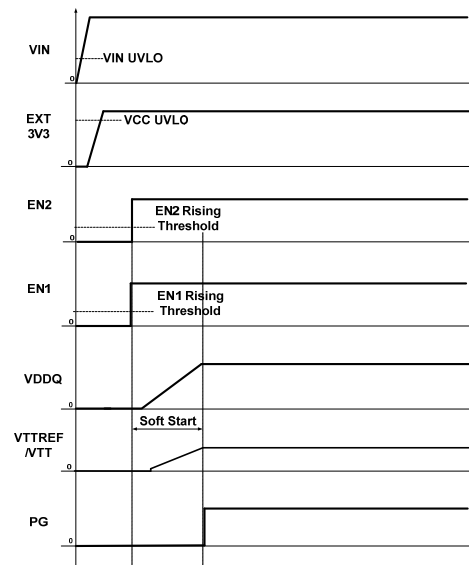 VIN
VIN UVLO
0
EXT
3V3
VCC UVLO
0
EN2
EN2 Rising
Threshold
0
EN1
EN1 Rising
Threshold
0
VDDQ
0
Soft Start
VTTREF
/VTT
0
PG
0